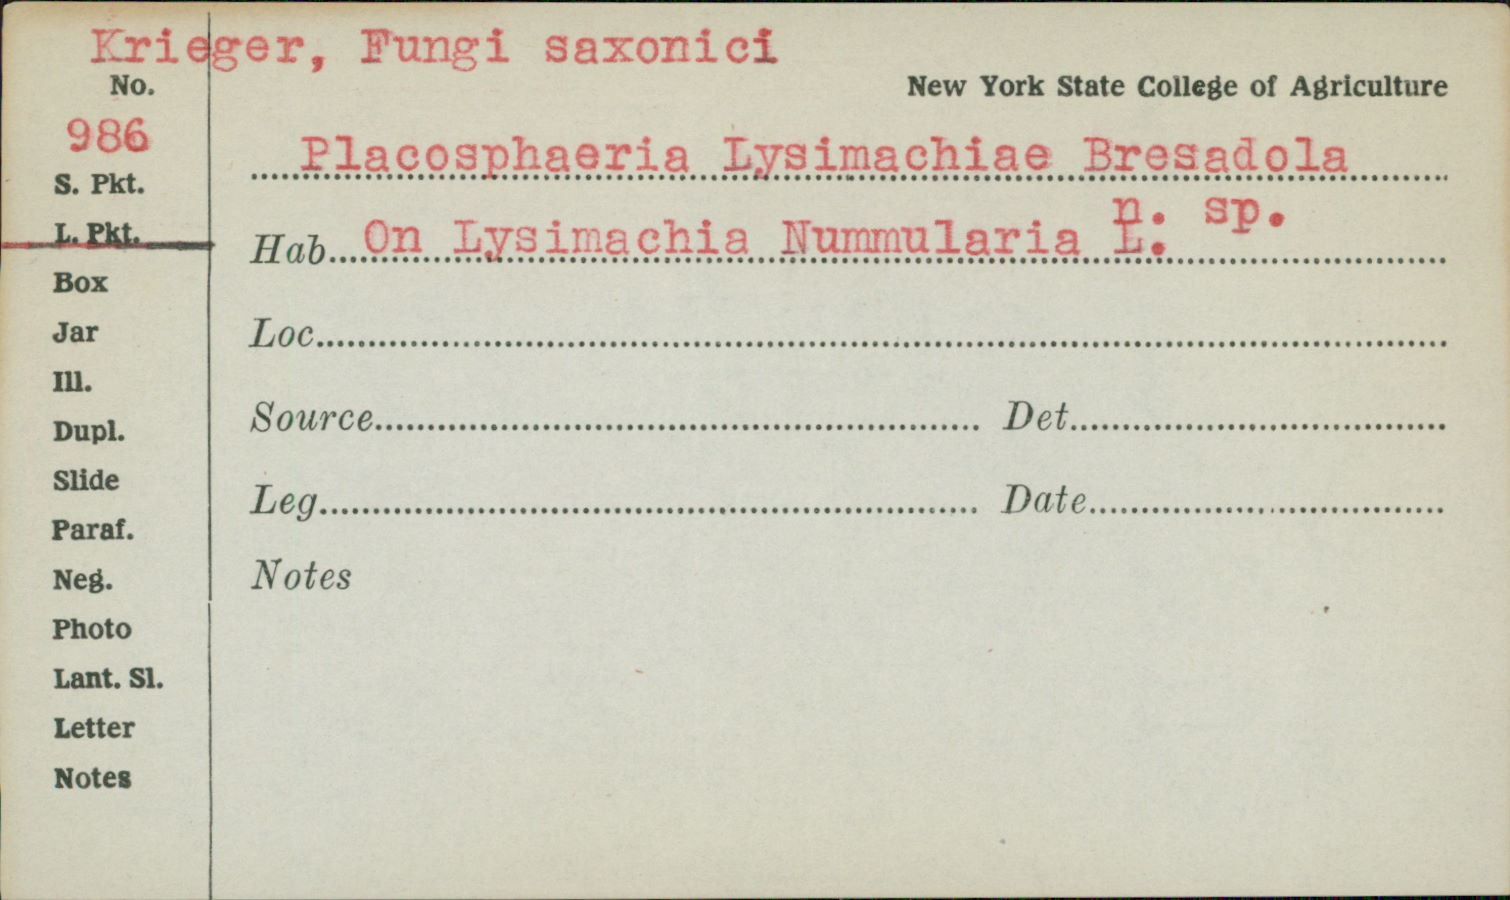 Krieger, Fungi saxonici
No.
New York State College of Agriculture
986
Placosphaeria Lysimachiae Bresadola
n. sp.
S. Pkt.
L. Pkt.
Hab. On Lysimachia Nummularia L.
Box
Loc.
Jar
Ill.
Source Det.
Dupl.
Slide
Leg. Date
Paraf.
Neg.
Notes
Photo
Lant. Sl.
Letter
Notes